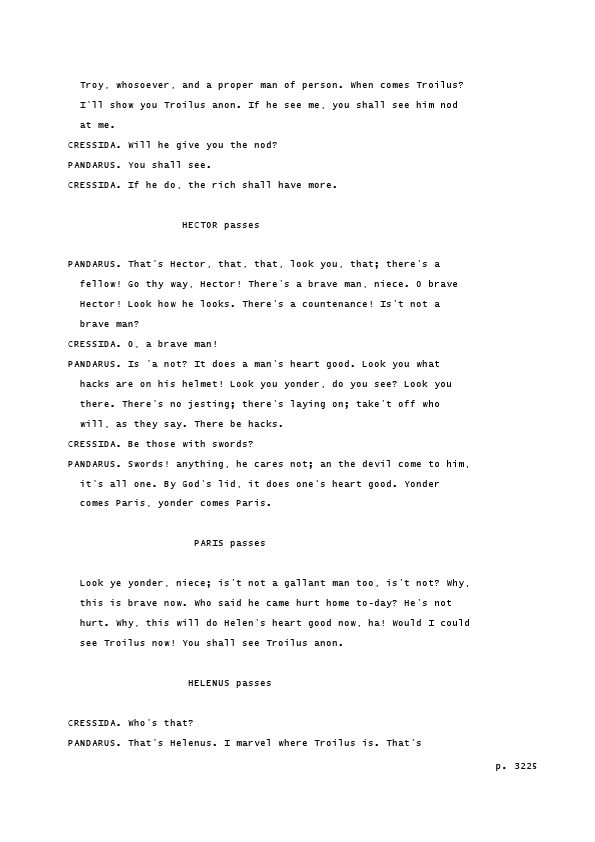 Troy, whosoever, and a proper man of person. When comes Troilus?
I'll show you Troilus anon. If he see me, you shall see him nod
at me.
CRESSIDA. Will he give you the nod?
PANDARUS. You shall see.
CRESSIDA. If he do, the rich shall have more.
HECTOR passes
PANDARUS. That's Hector, that, that, look you, that; there's a
fellow! Go thy way, Hector! There's a brave man, niece. O brave
Hector! Look how he looks. There's a countenance! Is't not a
brave man?
CRESSIDA. O, a brave man!
PANDARUS. Is 'a not? It does a man's heart good. Look you what
hacks are on his helmet! Look you yonder, do you see? Look you
there. There's no jesting; there's laying on; take't off who
will, as they say. There be hacks.
CRESSIDA. Be those with swords?
PANDARUS. Swords! anything, he cares not; an the devil come to him,
it's all one. By God's lid, it does one's heart good. Yonder
comes Paris, yonder comes Paris.
PARIS passes
Look ye yonder, niece; is't not a gallant man too, is't not? Why,
this is brave now. Who said he came hurt home to-day? He's not
hurt. Why, this will do Helen's heart good now, ha! Would I could
see Troilus now! You shall see Troilus anon.
HELENUS passes
CRESSIDA. Who's that?
PANDARUS. That's Helenus. I marvel where Troilus is. That's
p. 3225